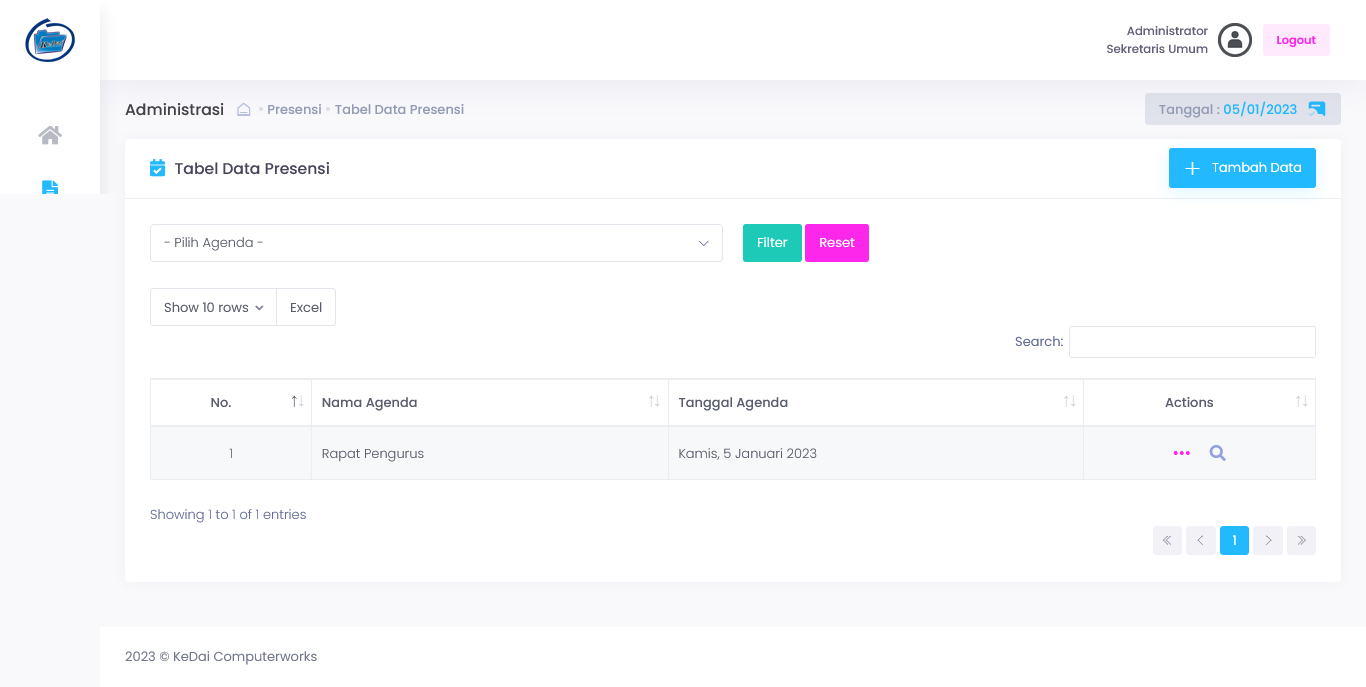 Administrator
Sekretaris Umum
Logout
Administrasi Presensi Tabel Data Presensi
Tanggal : 05/01/2023
Tabel Data Presensi
Tambah Data
- Pilih Agenda -
Filter
Reset
Show 10 rows
Excel
Search:
No. Nama Agenda Tanggal Agenda Actions
1 Rapat Pengurus Kamis, 5 Januari 2023
Showing 1 to 1 of 1 entries
« ‹ 1 › »
2023 © KeDai Computerworks